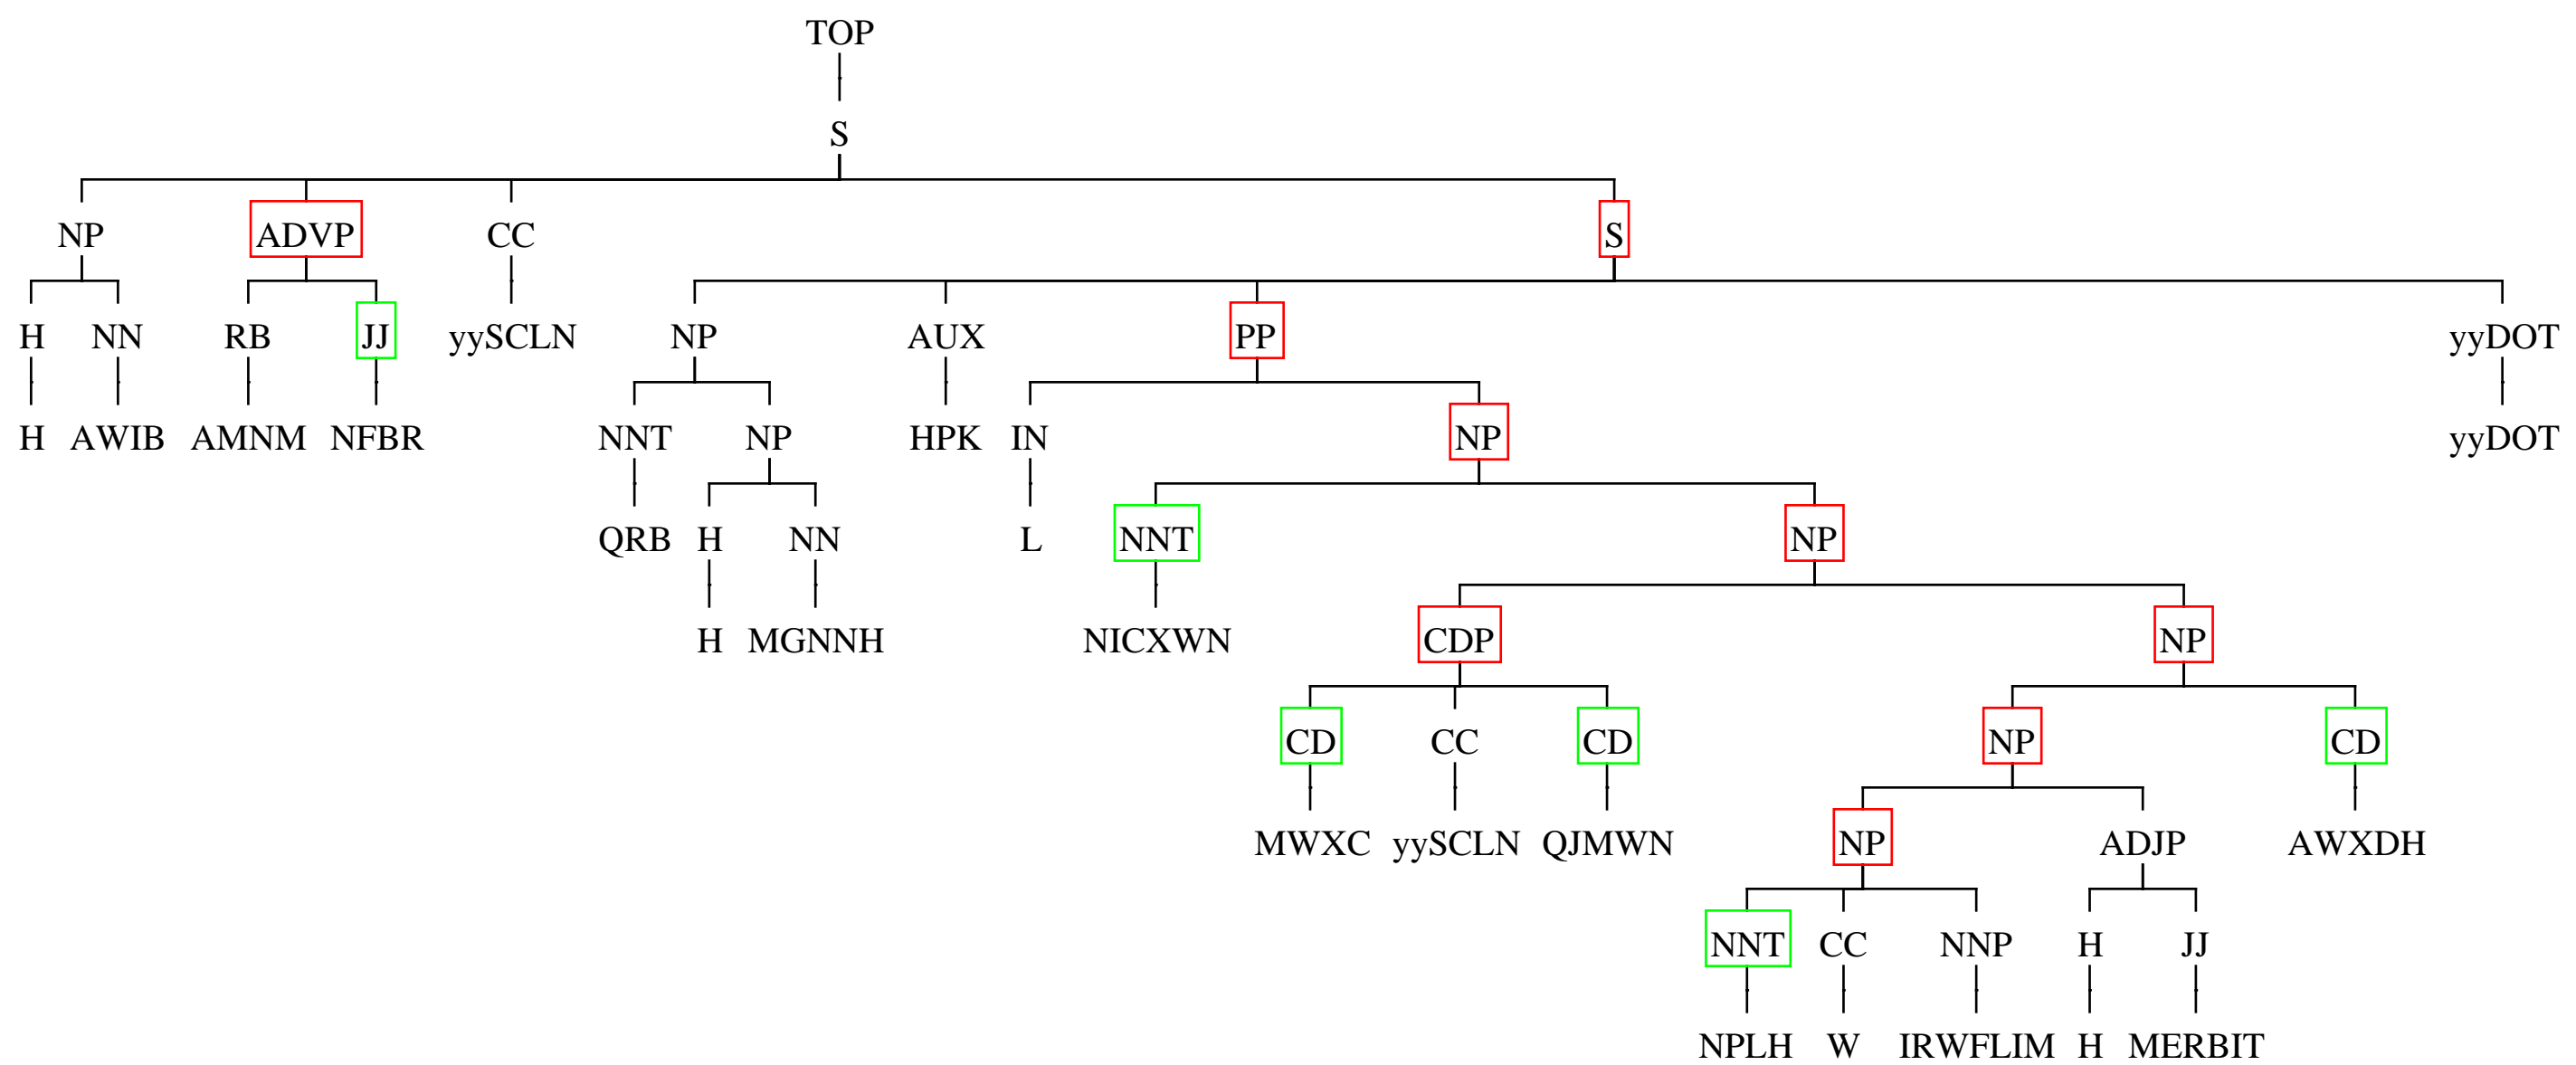 TOP
S
NP ADVP CC S
H NN RB JJ yySCLN NP AUX PP yyDOT
H AWIB AMNM NFBR NNT NP HPK IN NP yyDOT
QRB H NN L NNT NP
H MGNNH NICXWN CDP NP
CD CC CD NP CD
MWXC yySCLN QJMWN NP ADJP AWXDH
NNT CC NNP H JJ
NPLH W IRWFLIM H MERBIT